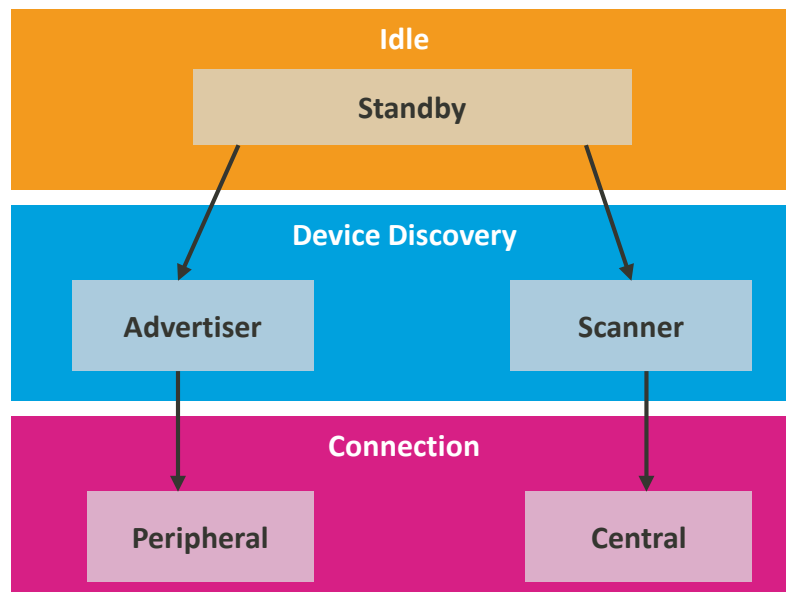 Idle
Standby
Device Discovery
Advertiser
Scanner
Connection
Peripheral
Central